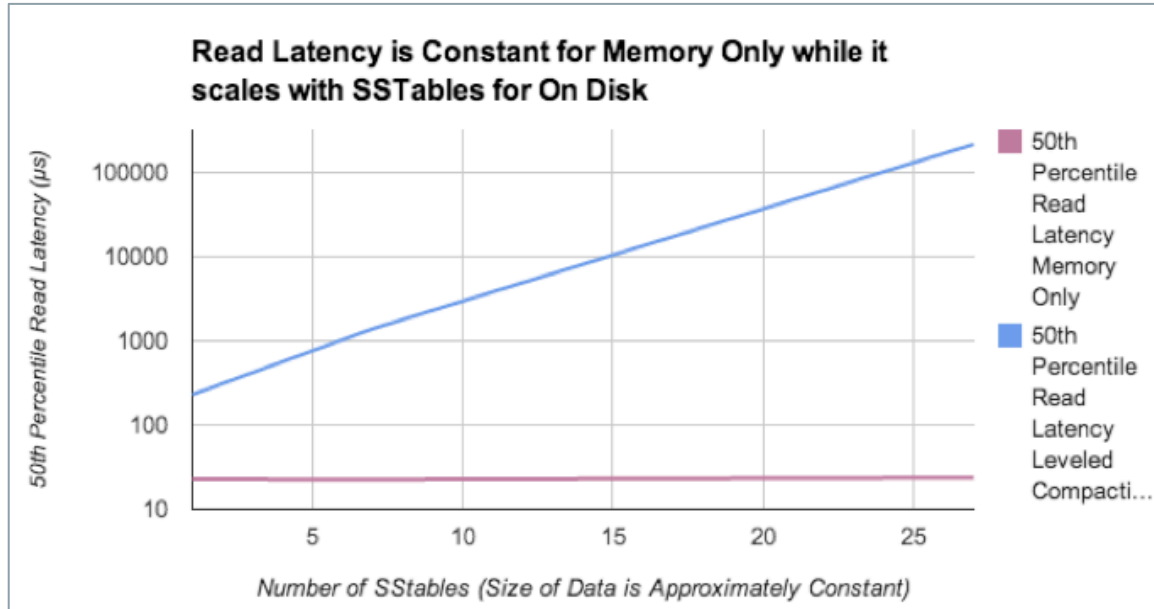 Read Latency is Constant for Memory Only while it
scales with SSTables for On Disk
50th Percentile Read Latency (µs)
100000
10000
1000
100
10
5
10
15
20
25
Number of SStables (Size of Data is Approximately Constant)
50th
Percentile
Read
Latency
Memory
Only
50th
Percentile
Read
Latency
Leveled
Compacti...